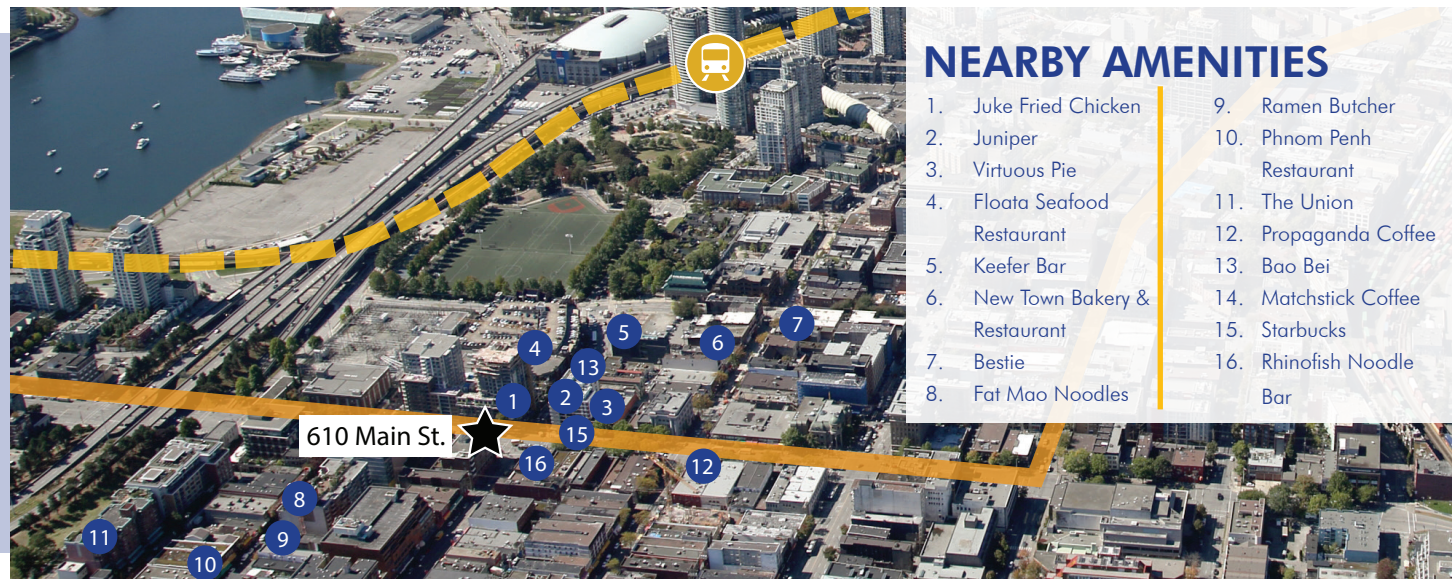 NEARBY AMENITIES
1. Juke Fried Chicken
2. Juniper
3. Virtuous Pie
4. Floata Seafood
Restaurant
5. Keefer Bar
6. New Town Bakery &
Restaurant
7. Bestie
8. Fat Mao Noodles
9. Ramen Butcher
10. Phnom Penh
Restaurant
11. The Union
12. Propaganda Coffee
13. Bao Bei
14. Matchstick Coffee
15. Starbucks
16. Rhinofish Noodle
Bar
5
7
6
4
13
2
1
3
610 Main St.
15
16
12
8
9
11
10